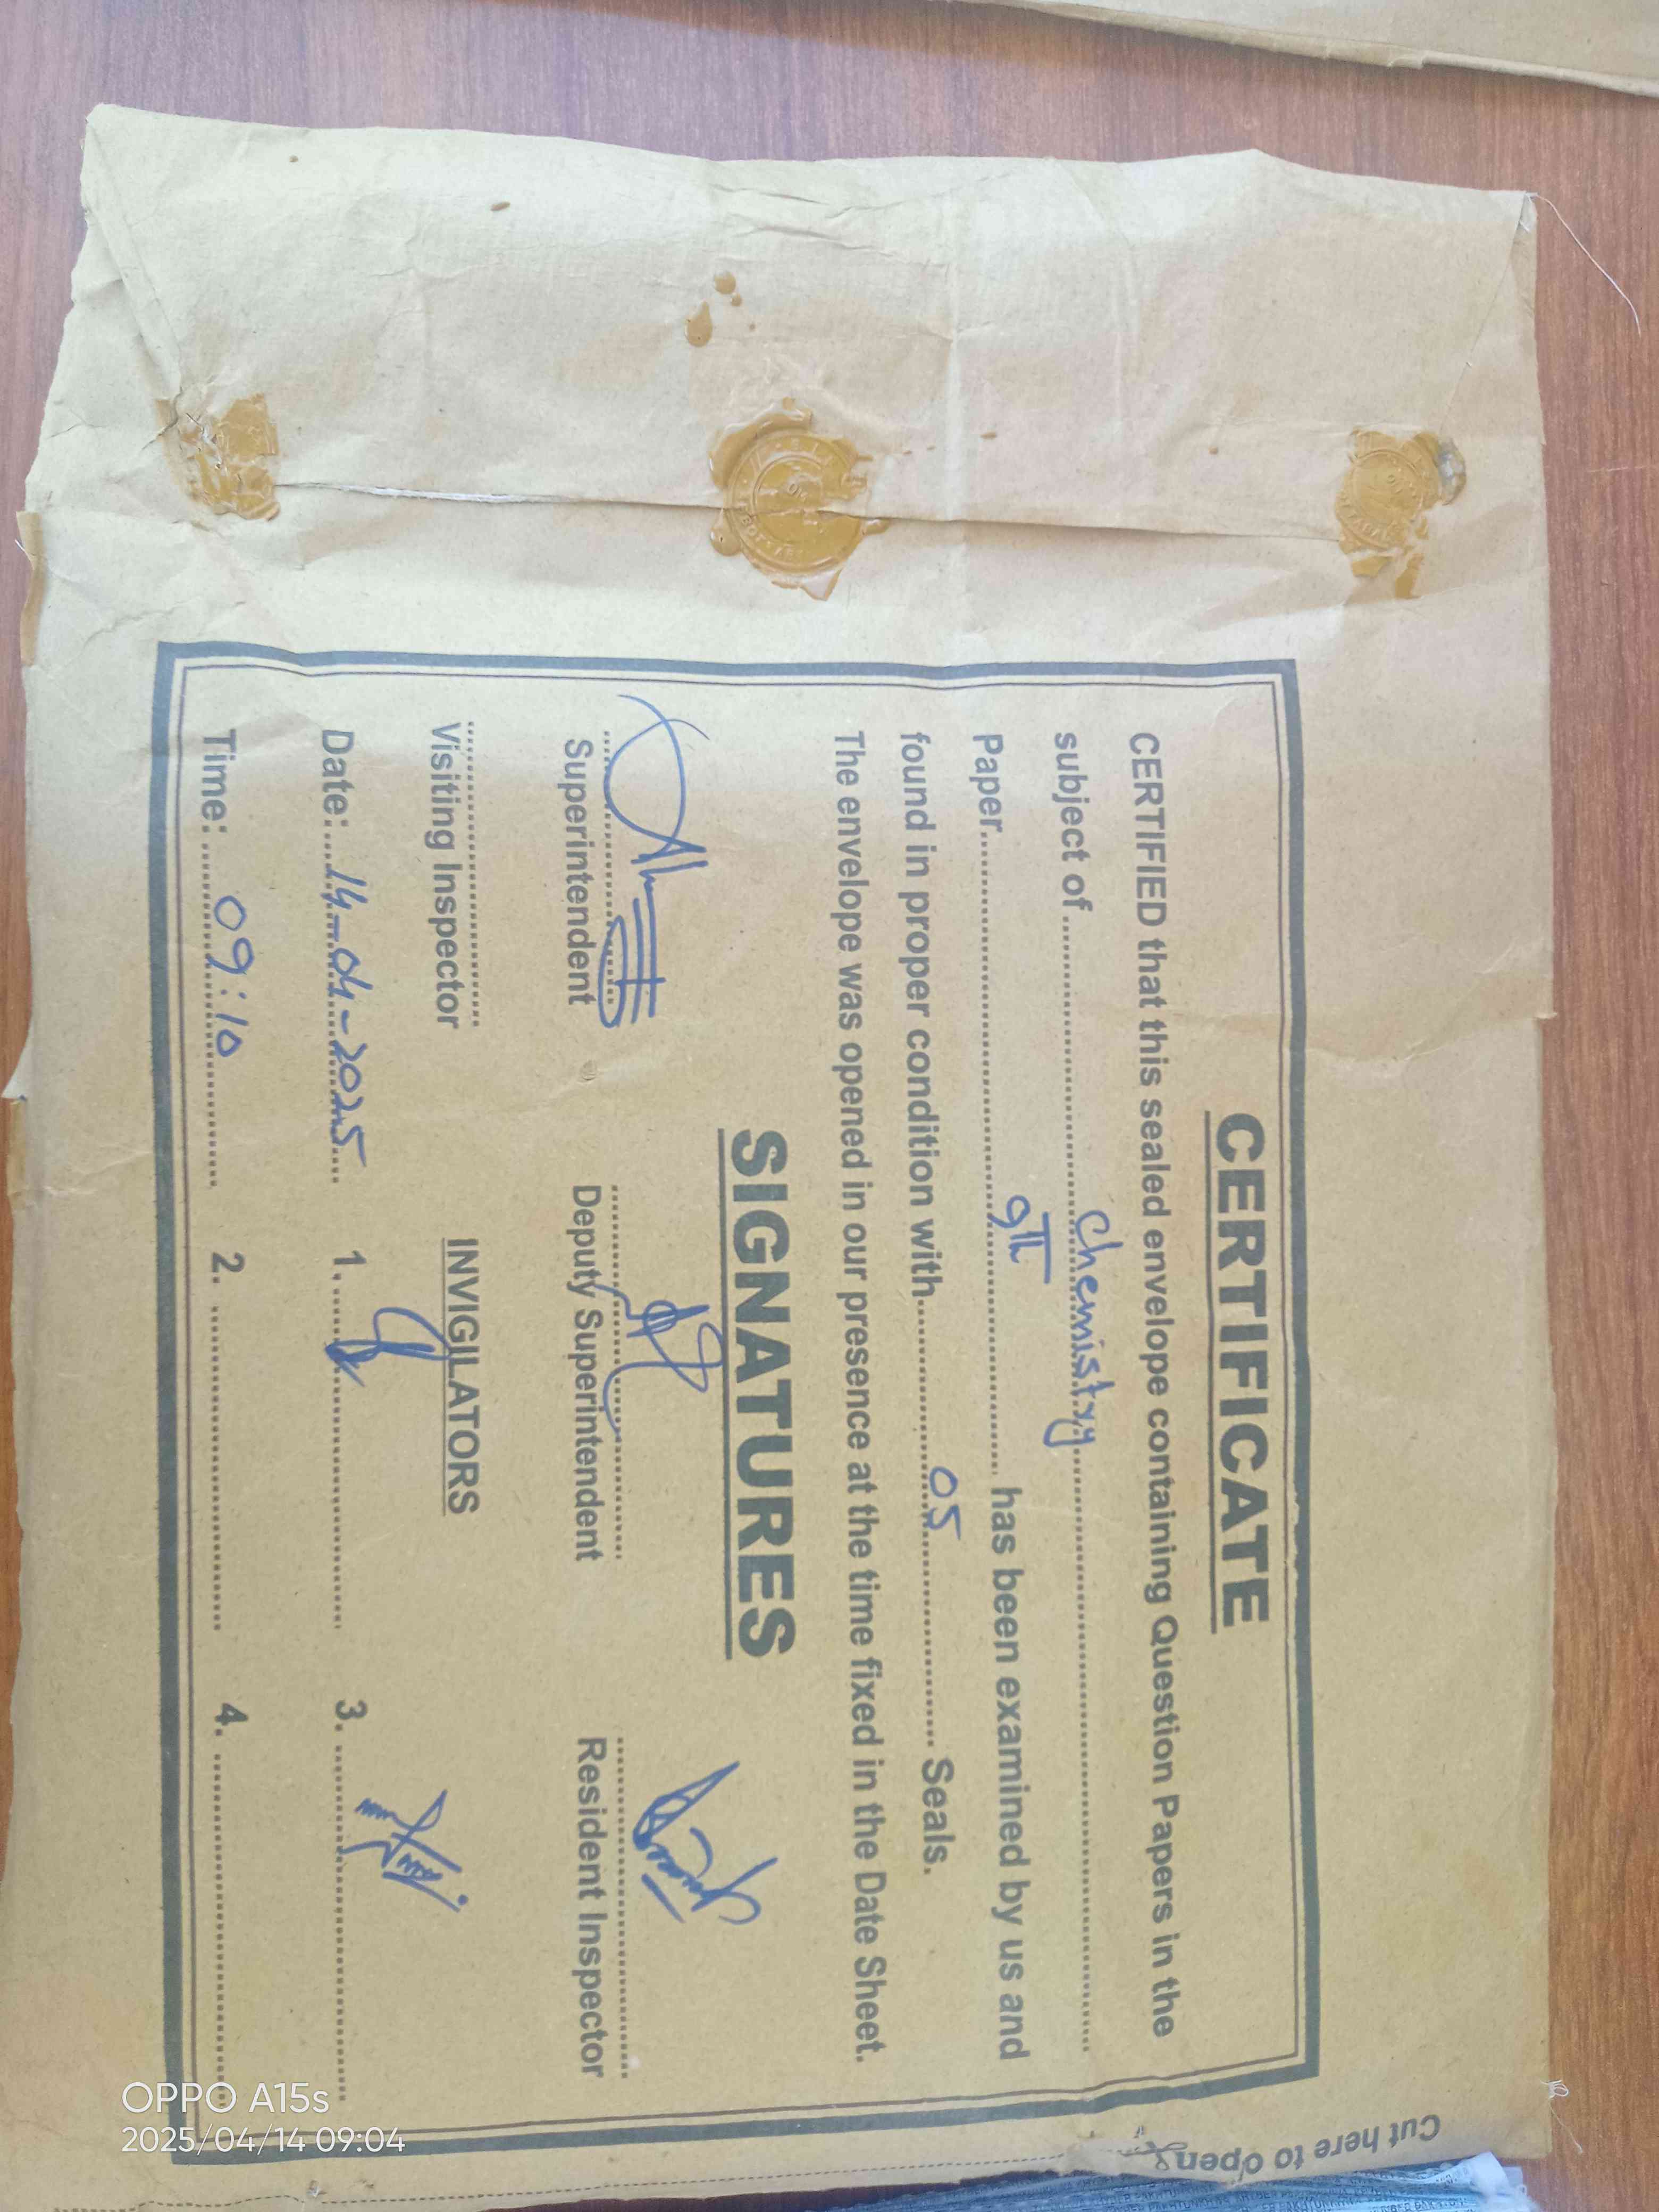 CERTIFICATE
CERTIFIED that this sealed envelope containing Question Papers in the
subject of Chemistry
Paper 9th has been examined by us and
found in proper condition with 05 Seals.
The envelope was opened in our presence at the time fixed in the Date Sheet.
SIGNATURES
Superintendent Deputy Superintendent Resident Inspector
Visiting Inspector INVIGILATORS
Date: 14-04-2025 1. 3.
Time: 09:10 2. 4.
Cut here to open
OPPO A15s
2025/04/14 09:04